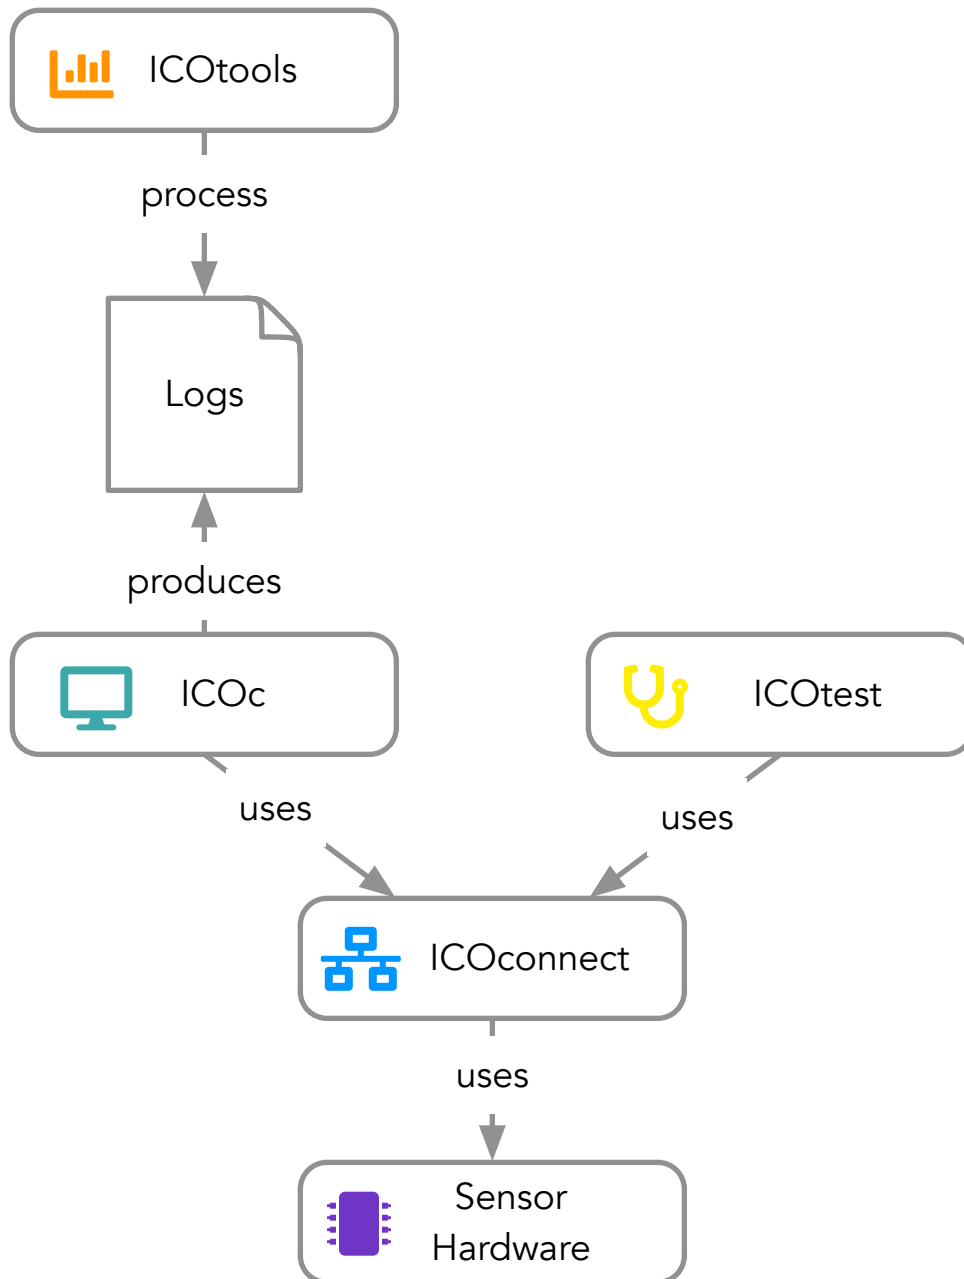 ICOtools
process
Logs
produces
ICOc
ICOtest
uses
uses
ICOconnect
uses
Sensor
Hardware